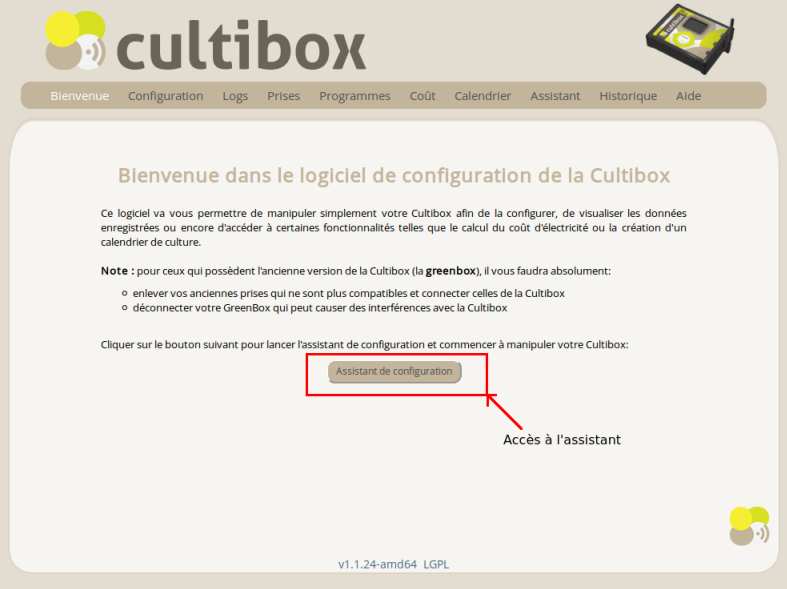 cultibox
Bienvenue Configuration Logs Prises Programmes Coût Calendrier Assistant Historique Aide
Bienvenue dans le logiciel de configuration de la Cultibox
Ce logiciel va vous permettre de manipuler simplement votre Cultibox afin de la configurer, de visualiser les données
enregistrées ou encore d'accéder à certaines fonctionnalités telles que le calcul du coût d'électricité ou la création d'un
calendrier de culture.
Note : pour ceux qui possèdent l'ancienne version de la Cultibox (la greenbox), il vous faudra absolument:
enlever vos anciennes prises qui ne sont plus compatibles et connecter celles de la Cultibox
déconnecter votre GreenBox qui peut causer des interférences avec la Cultibox
Cliquer sur le bouton suivant pour lancer l'assistant de configuration et commencer à manipuler votre Cultibox:
Assistant de configuration
Accès à l'assistant
v1.1.24-amd64 LGPL